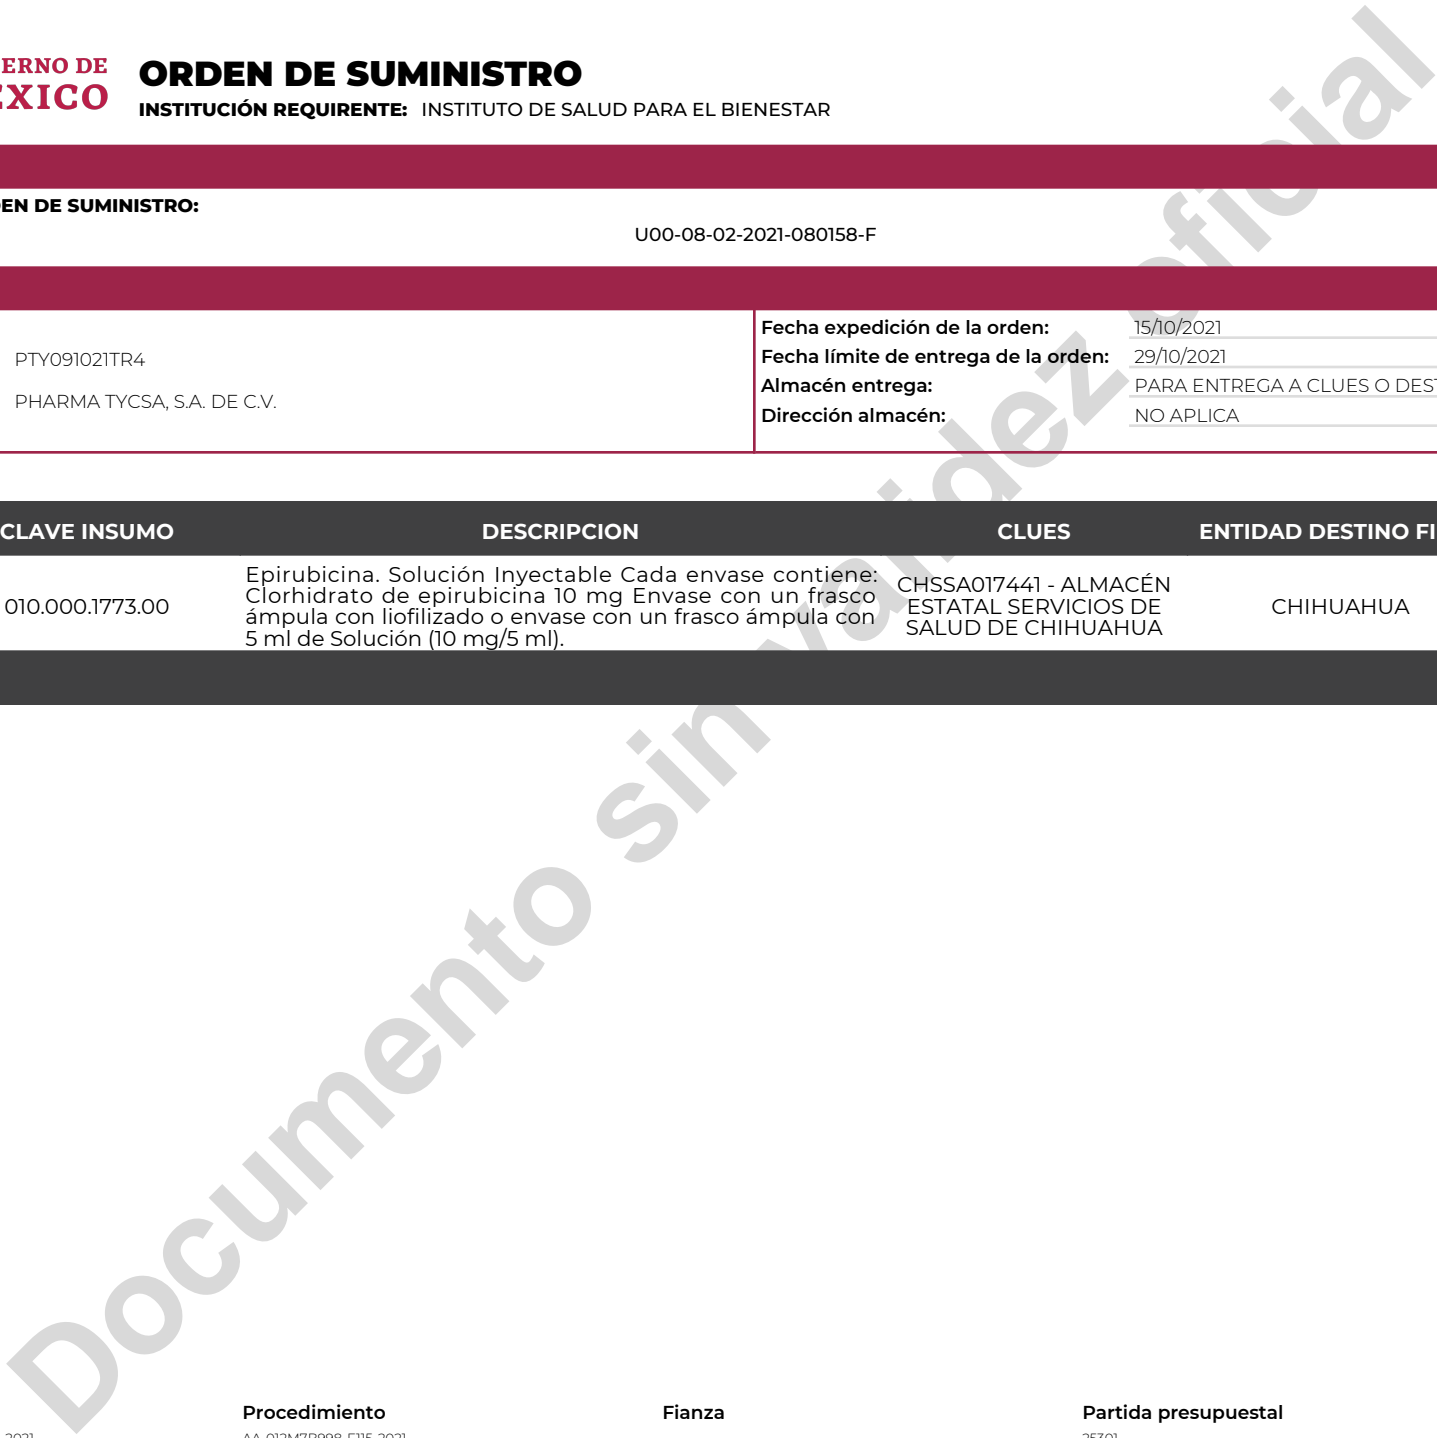 ERNO DE
ORDEN DE SUMINISTRO
INSTITUCIÓN REQUIRENTE: INSTITUTO DE SALUD PARA EL BIENESTAR
EN DE SUMINISTRO:
U00-08-02-2021-080158-F
PTY091021TR4
PHARMA TYCSA, S.A. DE C.V.
Fecha expedición de la orden: 15/10/2021
Fecha límite de entrega de la orden: 29/10/2021
Almacén entrega: PARA ENTREGA A CLUES O DEST
Dirección almacén: NO APLICA
CLAVE INSUMO DESCRIPCION CLUES ENTIDAD DESTINO FI
010.000.1773.00
Epirubicina. Solución Inyectable Cada envase contiene:
Clorhidrato de epirubicina 10 mg Envase con un frasco
ámpula con liofilizado o envase con un frasco ámpula con
5 ml de Solución (10 mg/5 ml).
CHSSA017441 - ALMACÉN
ESTATAL SERVICIOS DE
SALUD DE CHIHUAHUA
CHIHUAHUA
Documento sin validez oficial
Procedimiento Fianza Partida presupuestal